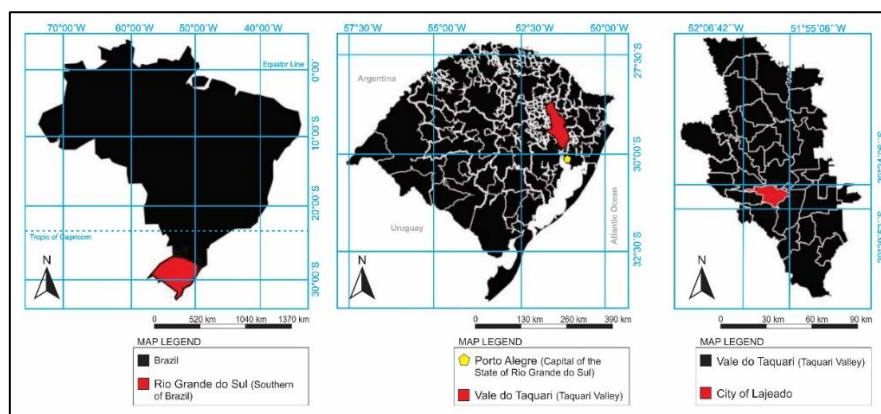 70°00'W
60°00'W
50°00'W
40°00'W
Equator Line
0°00'
10°00'S
20°00'S
Tropic of Capricorn
30°00'S
N
0
520 km
1040 km
1370 km
MAP LEGEND
Brazil
Rio Grande do Sul (Southern
of Brazil)
57°30'W
55°00'W
52°30'W
50°00'W
27°30'S
Argentina
30°00'S
Uruguay
Atlantic Ocean
32°30'S
N
0
130 km
260 km
390 km
MAP LEGEND
Porto Alegre (Capital of the
State of Rio Grande do Sul)
Vale do Taquari (Taquari Valley)
52°06'42´´W
51°55'06´´W
N
0
30 km
60 km
90 km
MAP LEGEND
Vale do Taquari (Taquari Valley)
City of Lajeado